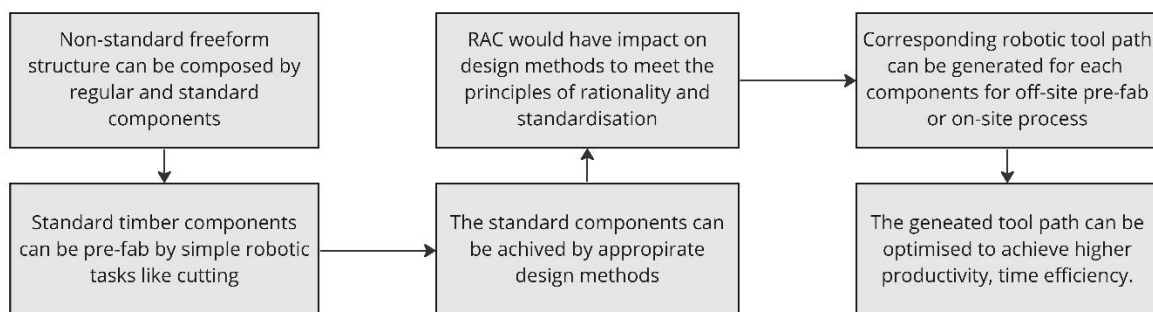 Non-standard freeform
structure can be composed by
regular and standard
components
Standard timber components
can be pre-fab by simple robotic
tasks like cutting
The standard components can
be achived by appropirate
design methods
RAC would have impact on
design methods to meet the
principles of rationality and
standardisation
Corresponding robotic tool path
can be generated for each
components for off-site pre-fab
or on-site process
The geneated tool path can be
optimised to achieve higher
productivity, time efficiency.